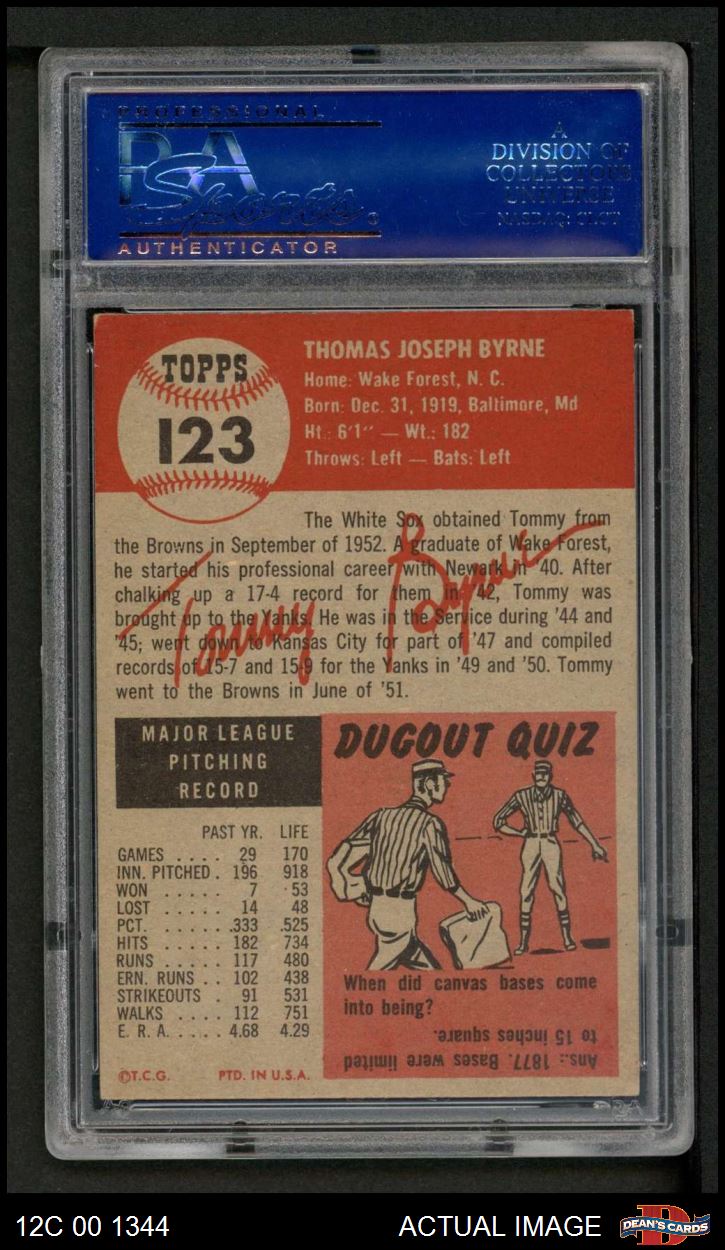 PROFESSIONAL
PSA
Sports®
AUTHENTICATOR
A
DIVISION OF
COLLECTORS
UNIVERSE
NASDAQ: CLCT
TOPPS
123
THOMAS JOSEPH BYRNE
Home: Wake Forest, N. C.
Born: Dec. 31, 1919, Baltimore, Md
Ht.: 6'1" — Wt.: 182
Throws: Left — Bats: Left
The White Sox obtained Tommy from
the Browns in September of 1952. A graduate of Wake Forest,
he started his professional career with Newark in '40. After
chalking up a 17-4 record for them in '42, Tommy was
brought up to the Yanks. He was in the Service during '44 and
'45; went down to Kansas City for part of '47 and compiled
records of 15-7 and 15-9 for the Yanks in '49 and '50. Tommy
went to the Browns in June of '51.
Tommy Byrne
MAJOR LEAGUE
PITCHING
RECORD
PAST YR. LIFE
GAMES .... 29 170
INN. PITCHED . 196 918
WON ..... 7 53
LOST ..... 14 48
PCT. ..... .333 .525
HITS ..... 182 734
RUNS ..... 117 480
ERN. RUNS .. 102 438
STRIKEOUTS . 91 531
WALKS .... 112 751
E. R. A. .... 4.68 4.29
©T.C.G. PTD. IN U.S.A.
DUGOUT QUIZ
When did canvas bases come
into being?
Ans.: 1877. Bases were limited
to 15 inches square.
12C 00 1344
ACTUAL IMAGE
D
DEAN'S CARDS